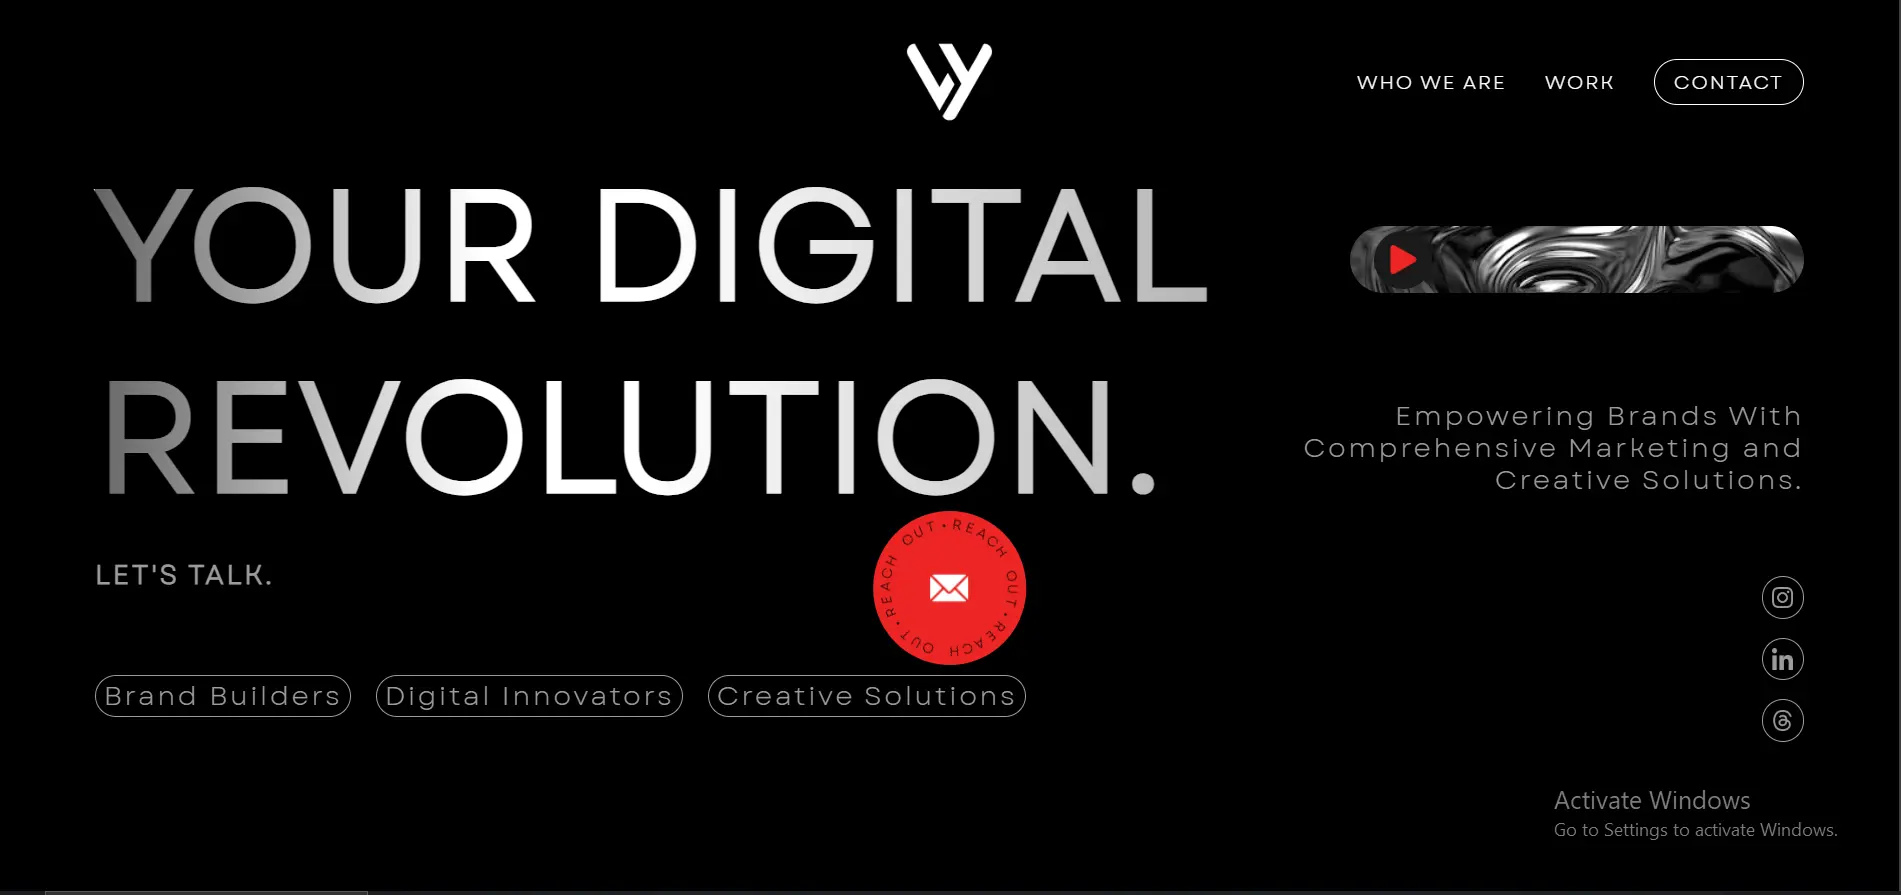 WHO WE ARE
WORK
CONTACT
YOUR DIGITAL
REVOLUTION.
Empowering Brands With
Comprehensive Marketing and
Creative Solutions.
LET'S TALK.
REACH OUT • REACH OUT • REACH OUT •
Brand Builders
Digital Innovators
Creative Solutions
in
Activate Windows
Go to Settings to activate Windows.